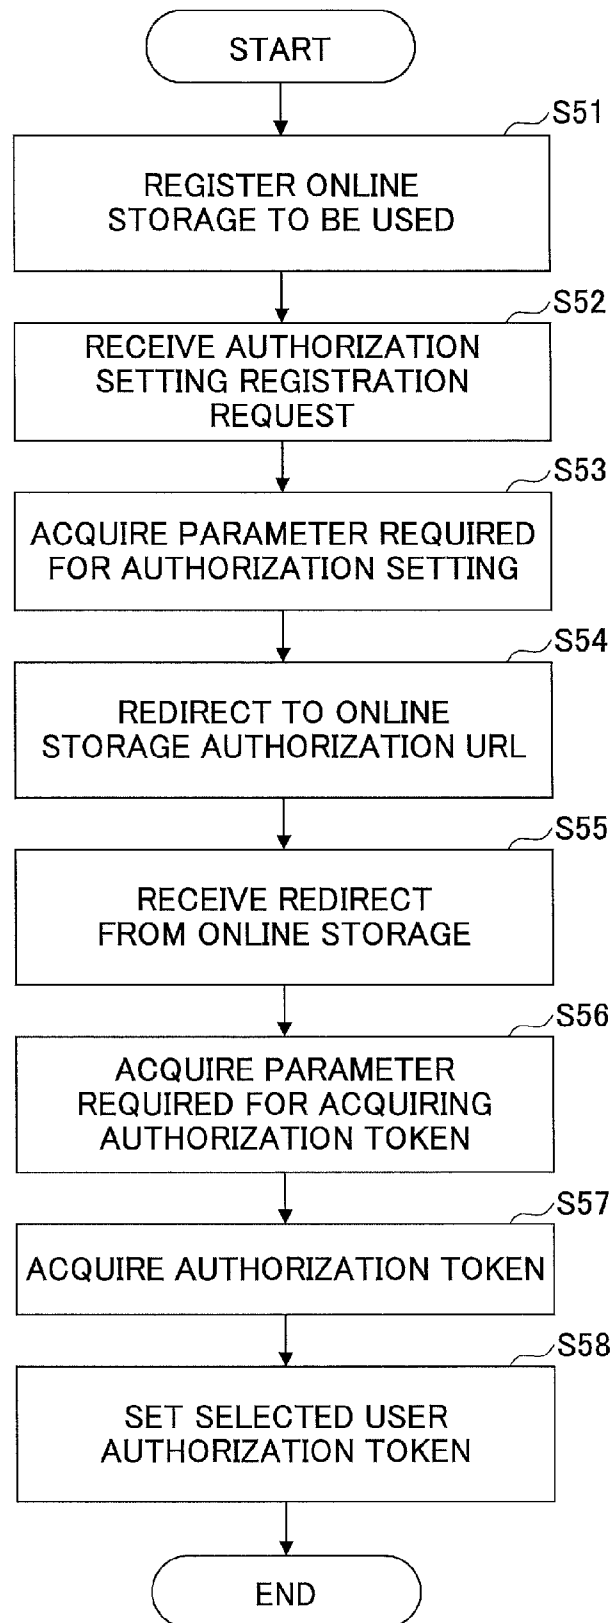 START
S51
REGISTER ONLINE
STORAGE TO BE USED
S52
RECEIVE AUTHORIZATION
SETTING REGISTRATION
REQUEST
S53
ACQUIRE PARAMETER REQUIRED
FOR AUTHORIZATION SETTING
S54
REDIRECT TO ONLINE
STORAGE AUTHORIZATION URL
S55
RECEIVE REDIRECT
FROM ONLINE STORAGE
S56
ACQUIRE PARAMETER
REQUIRED FOR ACQUIRING
AUTHORIZATION TOKEN
S57
ACQUIRE AUTHORIZATION TOKEN
S58
SET SELECTED USER
AUTHORIZATION TOKEN
END